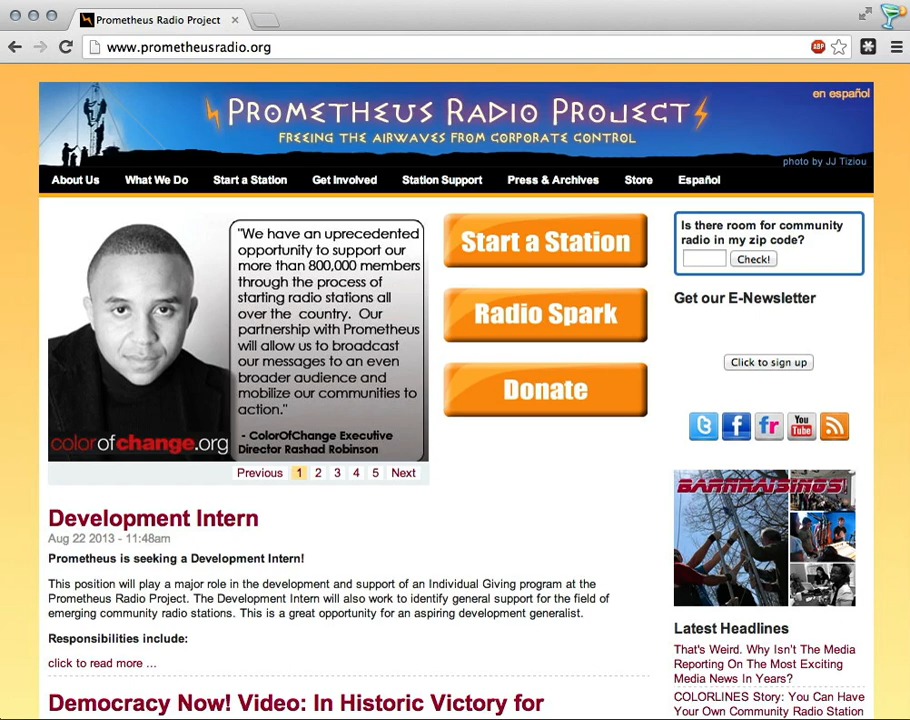 Prometheus Radio Project
www.prometheusradio.org
ABP
en español
PROMETHEUS RADIO PROJECT
FREEING THE AIRWAVES FROM CORPORATE CONTROL
photo by JJ Tiziou
About Us What We Do Start a Station Get Involved Station Support Press & Archives Store Español
"We have an uprecedented
opportunity to support our
more than 800,000 members
through the process of
starting radio stations all
over the country. Our
partnership with Prometheus
will allow us to broadcast
our messages to an even
broader audience and
mobilize our communities to
action."
- ColorOfChange Executive
Director Rashad Robinson
colorofchange.org
Previous 1 2 3 4 5 Next
Start a Station
Radio Spark
Donate
Is there room for community
radio in my zip code?
Check!
Get our E-Newsletter
Click to sign up
You
Tube
BARNRAISINGS!
Development Intern
Aug 22 2013 - 11:48am
Prometheus is seeking a Development Intern!
This position will play a major role in the development and support of an Individual Giving program at the
Prometheus Radio Project. The Development Intern will also work to identify general support for the field of
emerging community radio stations. This is a great opportunity for an aspiring development generalist.
Responsibilities include:
click to read more ...
Democracy Now! Video: In Historic Victory for
Latest Headlines
That's Weird. Why Isn't The Media
Reporting On The Most Exciting
Media News In Years?
COLORLINES Story: You Can Have
Your Own Community Radio Station